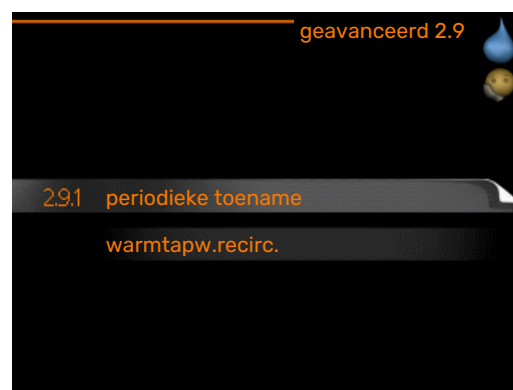 geavanceerd 2.9
2.9.1 periodieke toename
warmtapw.recirc.